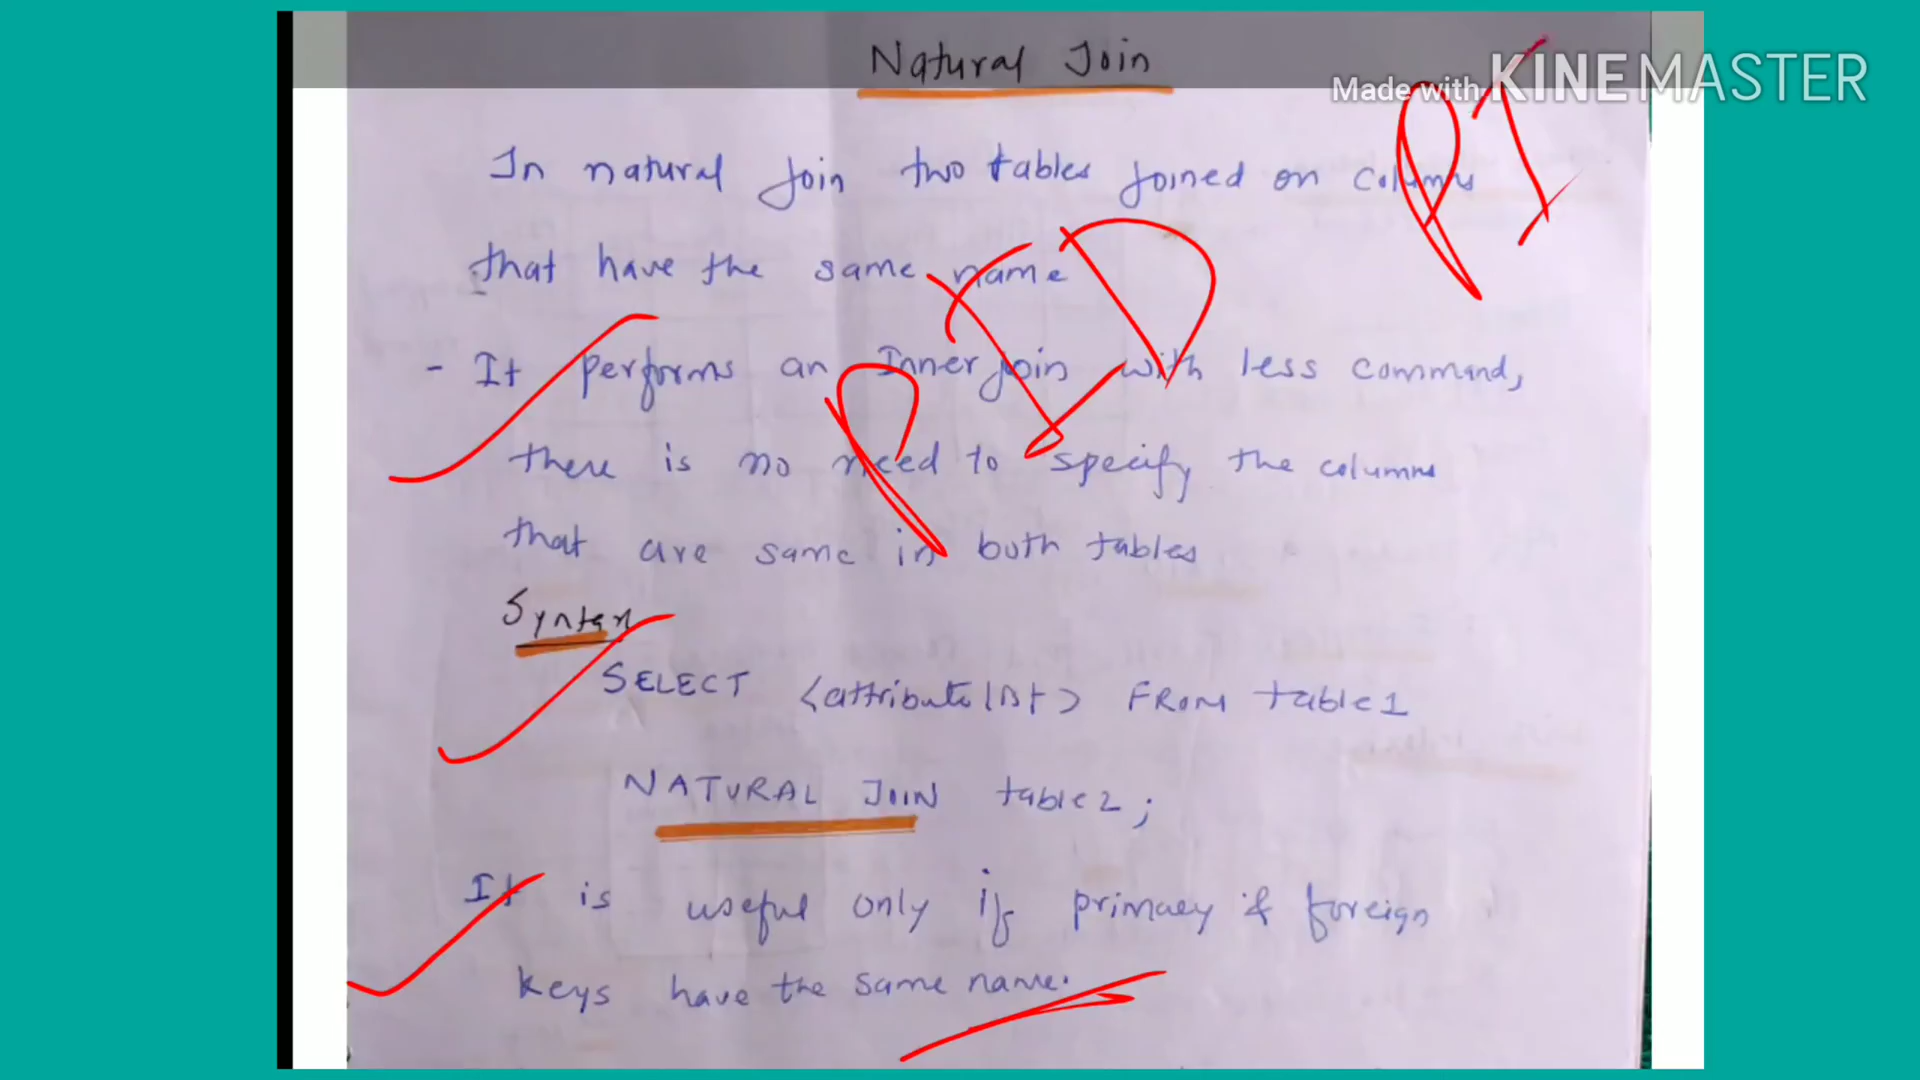 Natural Join
Made with KINEMASTER
In natural join two tables joined on columns
that have the same name
- It performs an Inner join with less command,
there is no need to specify the columns
that are same in both tables
Syntax
SELECT <attribute list> FROM table1
NATURAL JOIN table2;
It is useful only if primary & foreign
keys have the same name.